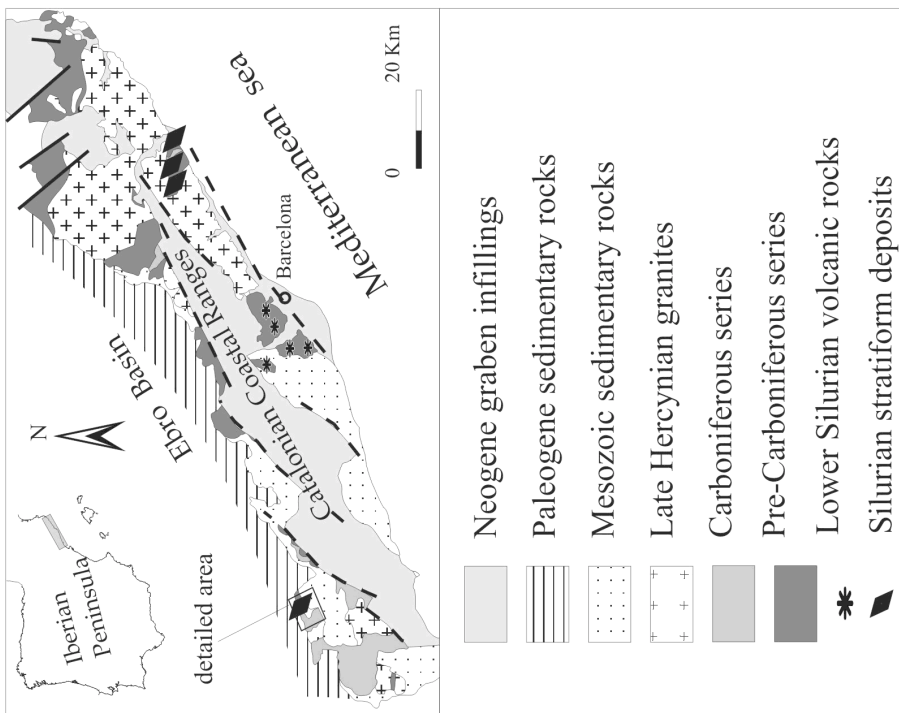 Iberian
Peninsula
N
detailed area
Ebro Basin
Catalonian Coastal Ranges
Barcelona
Mediterranean sea
0
20 Km
Neogene graben infillings
Paleogene sedimentary rocks
Mesozoic sedimentary rocks
Late Hercynian granites
Carboniferous series
Pre-Carboniferous series
Lower Silurian volcanic rocks
Silurian stratiform deposits